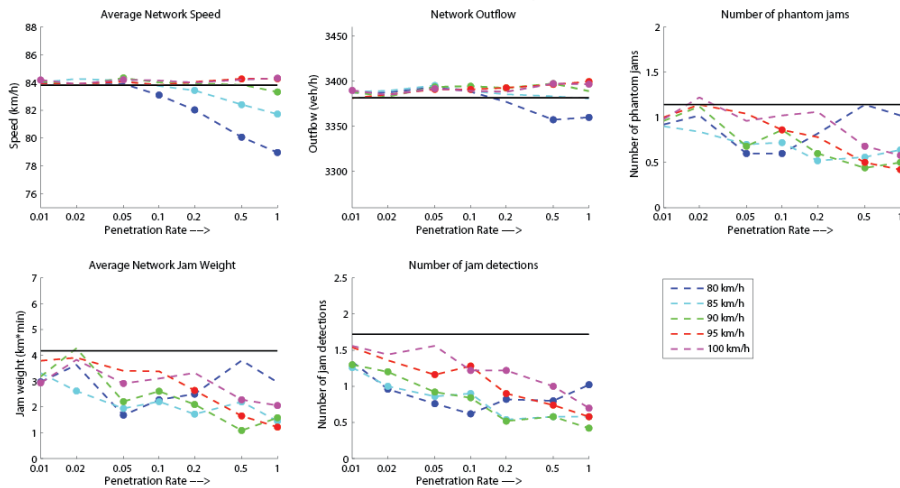 Average Network Speed
Speed (km/h)
88
86
84
82
80
78
76
0.01 0.02 0.05 0.1 0.2 0.5 1
Penetration Rate --->
Network Outflow
Outflow (veh/h)
3450
3400
3350
3300
0.01 0.02 0.05 0.1 0.2 0.5 1
Penetration Rate --->
Number of phantom jams
Number of phantom jams
2
1.5
1
0.5
0
0.01 0.02 0.05 0.1 0.2 0.5 1
Penetration Rate --->
Average Network Jam Weight
Jam weight (km*min)
7
6
5
4
3
2
1
0
0.01 0.02 0.05 0.1 0.2 0.5 1
Penetration Rate --->
Number of jam detections
Number of jam detections
2.5
2
1.5
1
0.5
0
0.01 0.02 0.05 0.1 0.2 0.5 1
Penetration Rate --->
80 km/h
85 km/h
90 km/h
95 km/h
100 km/h